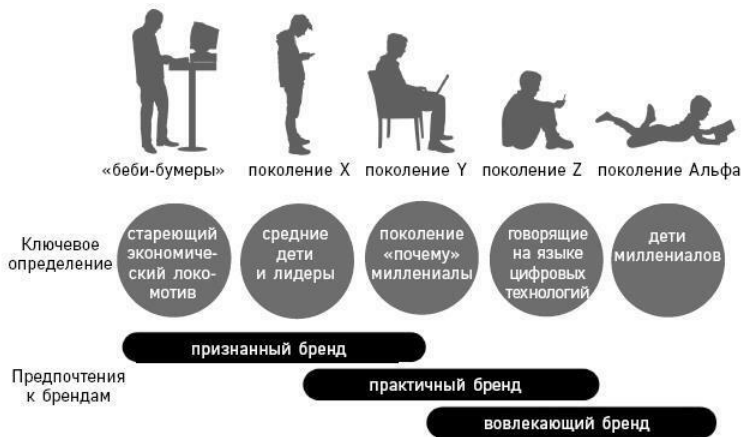 «беби-бумеры» поколение X поколение Y поколение Z поколение Альфа
Ключевое
определение
стареющий
экономиче-
ский локо-
мотив
средние
дети
и лидеры
поколение
«почему»
миллениалы
говорящие
на языке
цифровых
технологий
дети
миллениалов
Предпочтения
к брендам
признанный бренд
практичный бренд
вовлекающий бренд